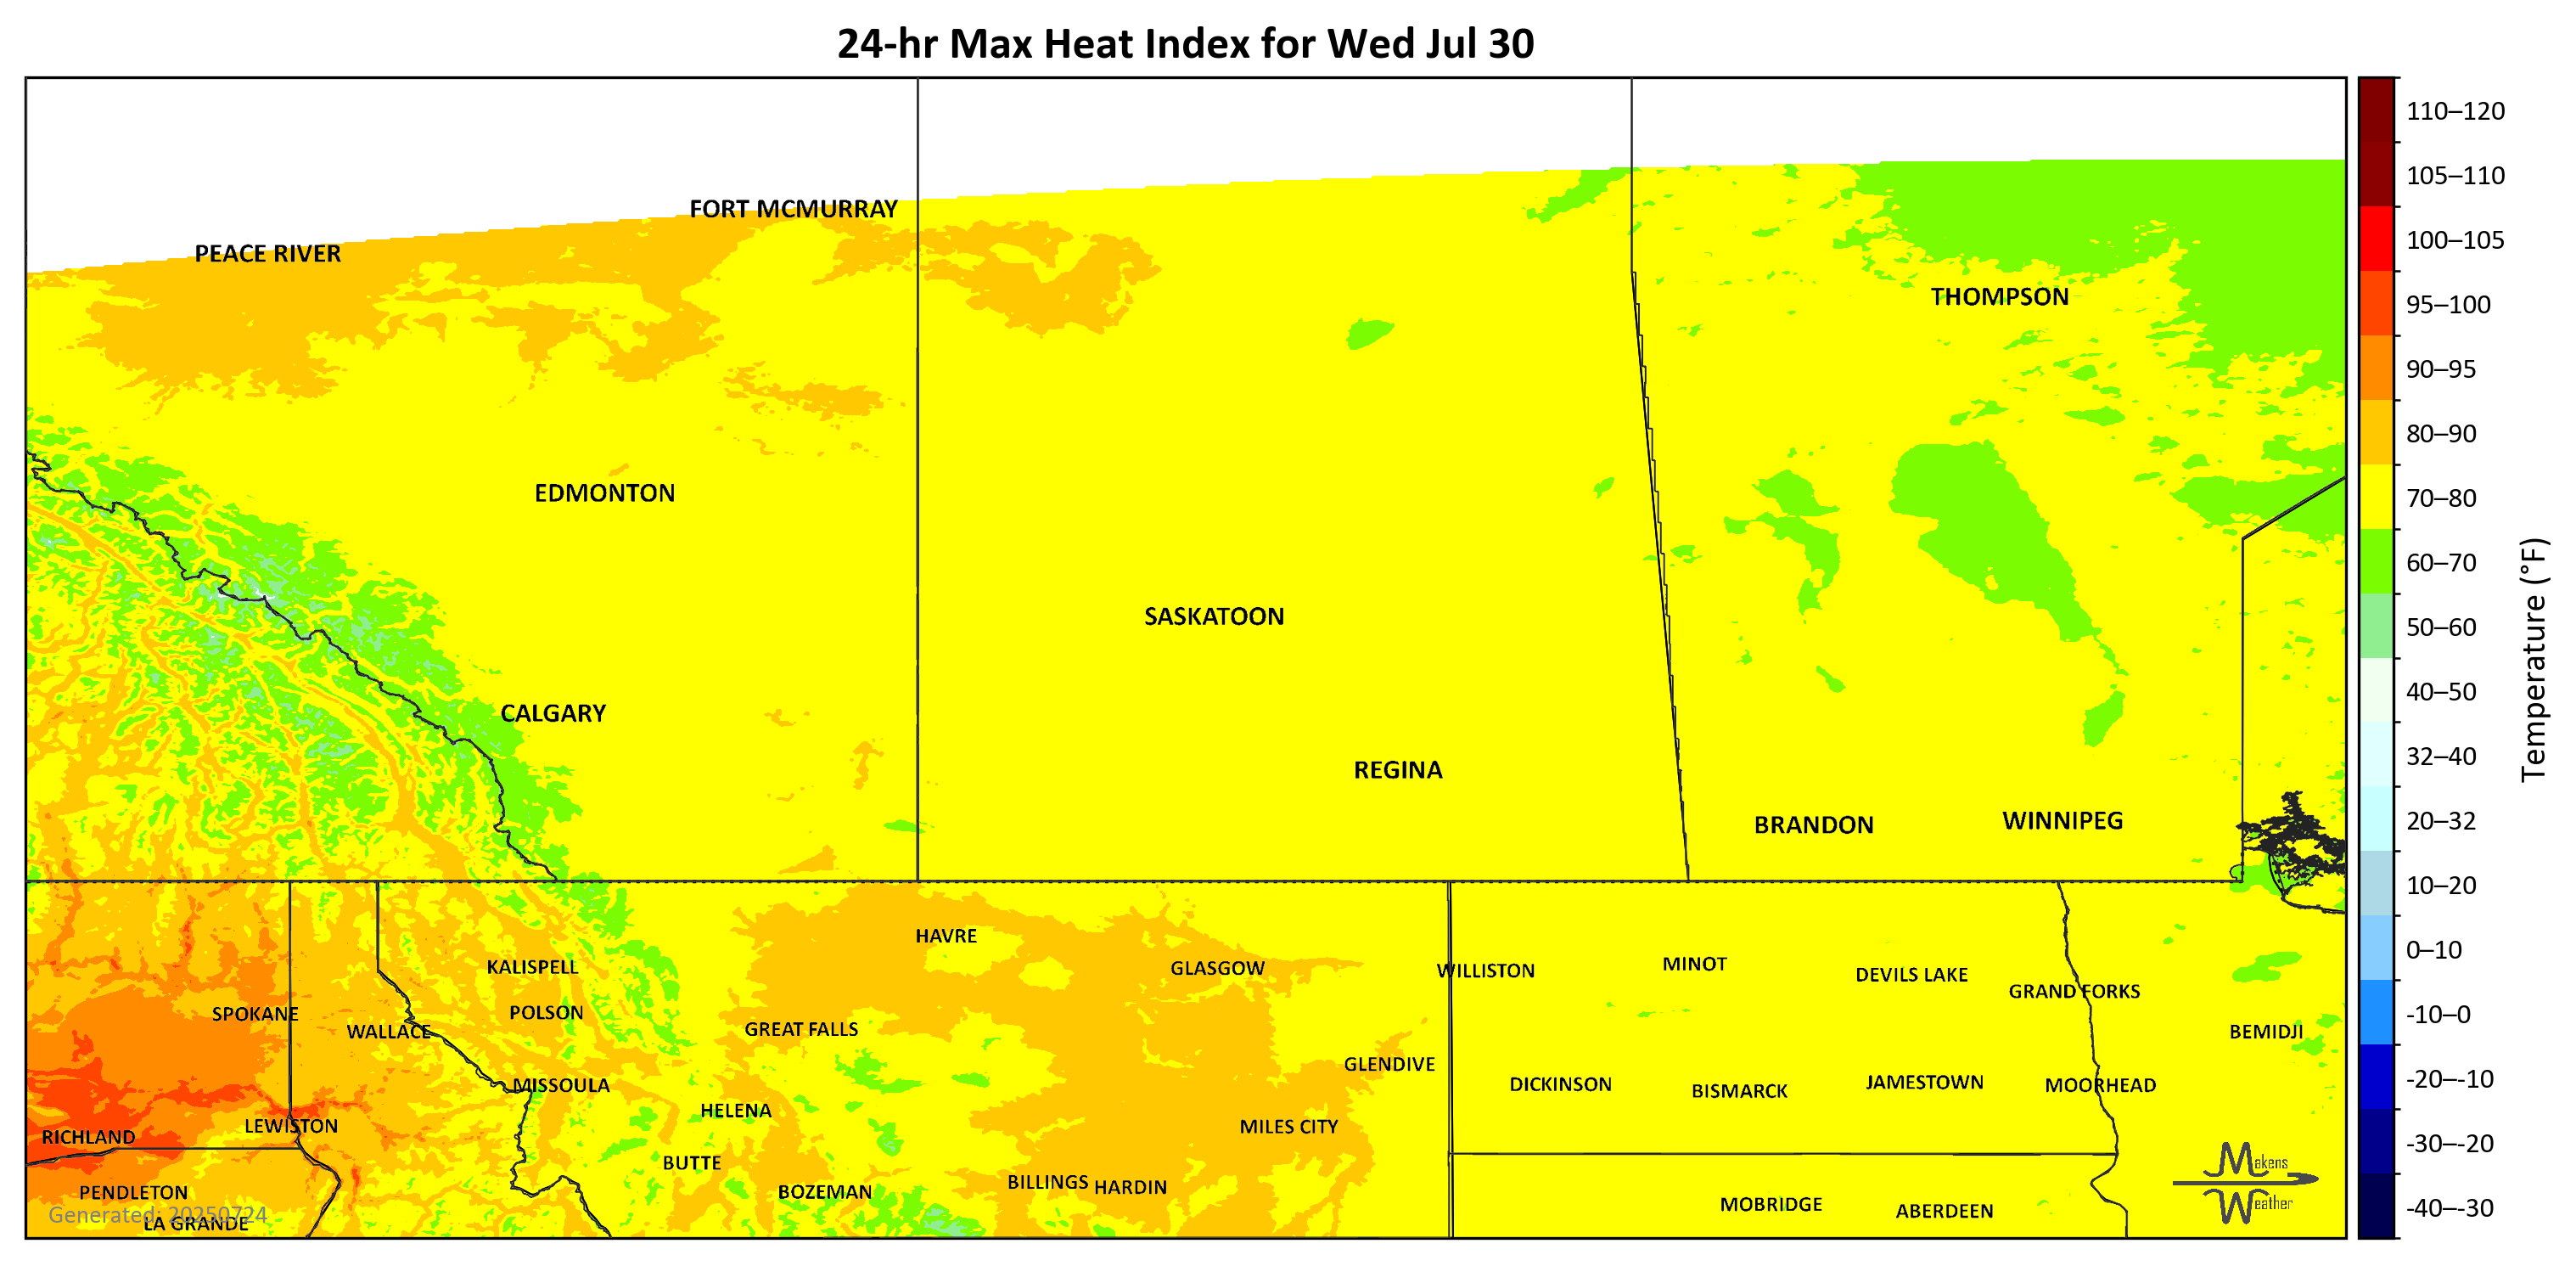 24-hr Max Heat Index for Wed Jul 30
FORT MCMURRAY
PEACE RIVER
THOMPSON
EDMONTON
SASKATOON
CALGARY
REGINA
BRANDON
WINNIPEG
HAVRE
KALISPELL
GLASGOW
WILLISTON
MINOT
DEVILS LAKE
GRAND FORKS
SPOKANE
POLSON
WALLACE
GREAT FALLS
BEMIDJI
GLENDIVE
MISSOULA
DICKINSON
BISMARCK
JAMESTOWN
MOORHEAD
HELENA
LEWISTON
MILES CITY
RICHLAND
BUTTE
BILLINGS
HARDIN
PENDLETON
BOZEMAN
MOBRIDGE
ABERDEEN
LA GRANDE
Generated: 20250724
Makens
Weather
110–120
105–110
100–105
95–100
90–95
80–90
70–80
60–70
50–60
40–50
32–40
20–32
10–20
0–10
-10–0
-20–-10
-30–-20
-40–-30
Temperature (°F)